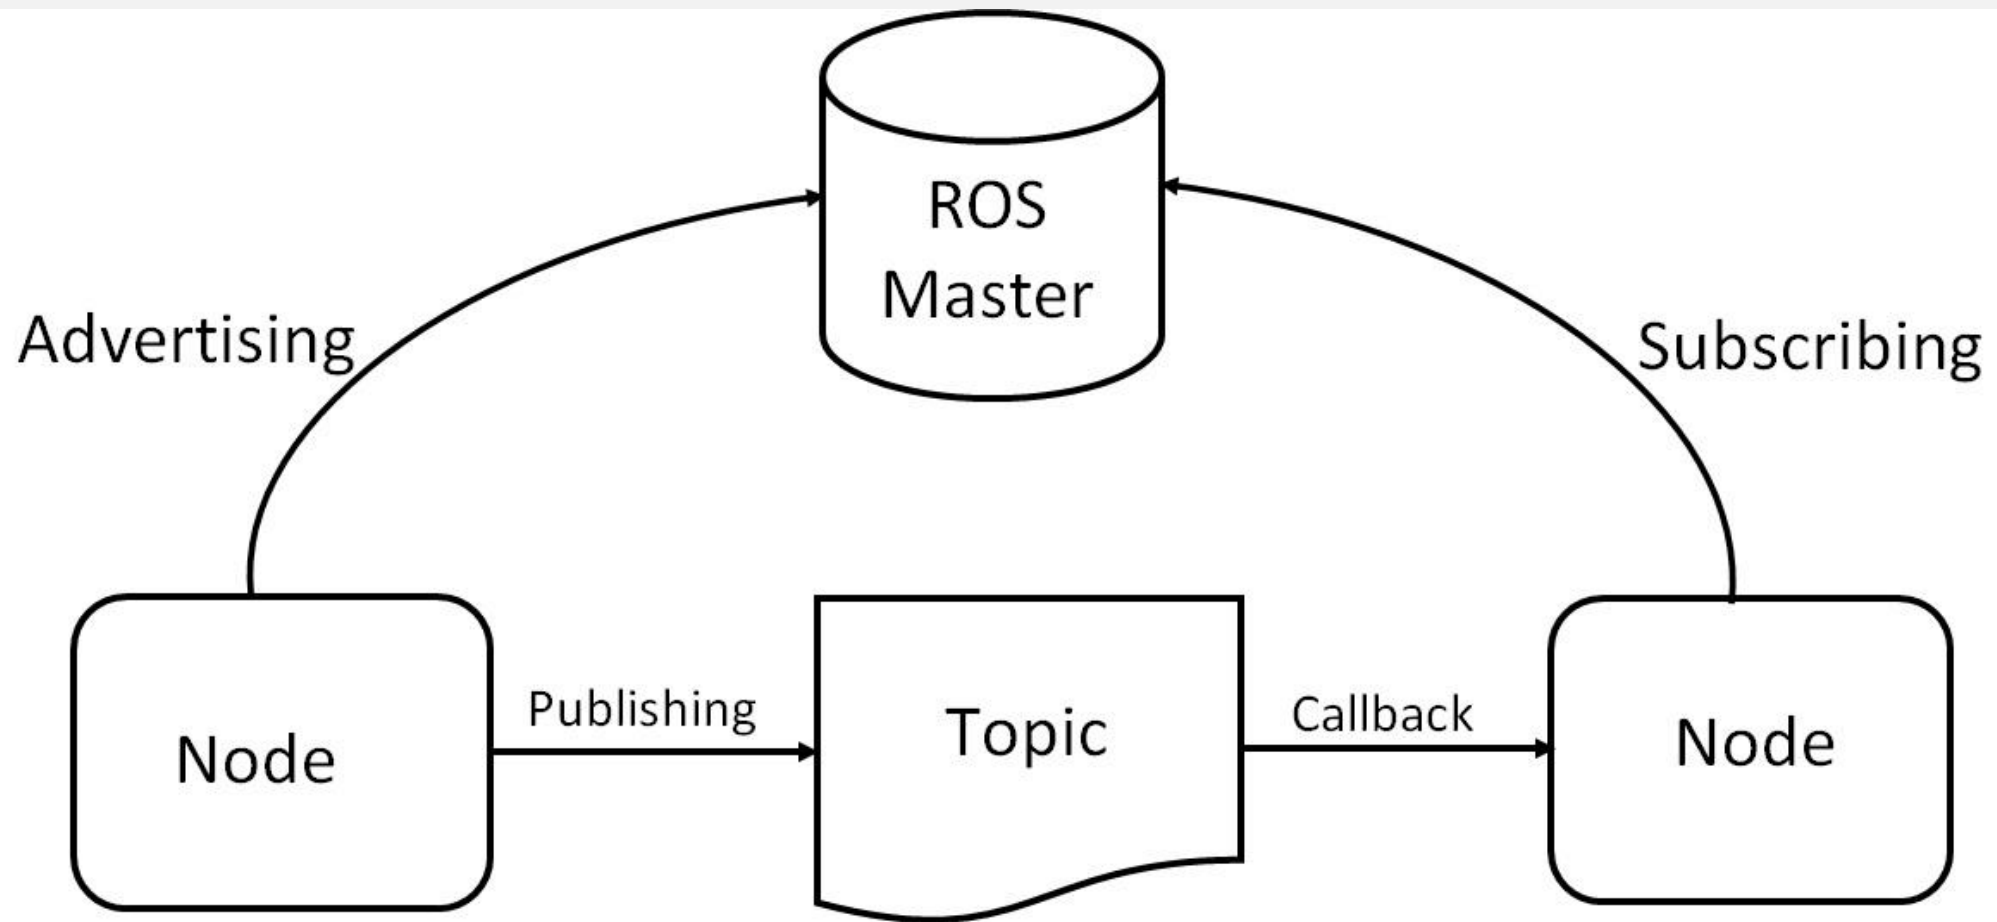 ROS
Master
Advertising
Subscribing
Publishing
Callback
Node
Topic
Node